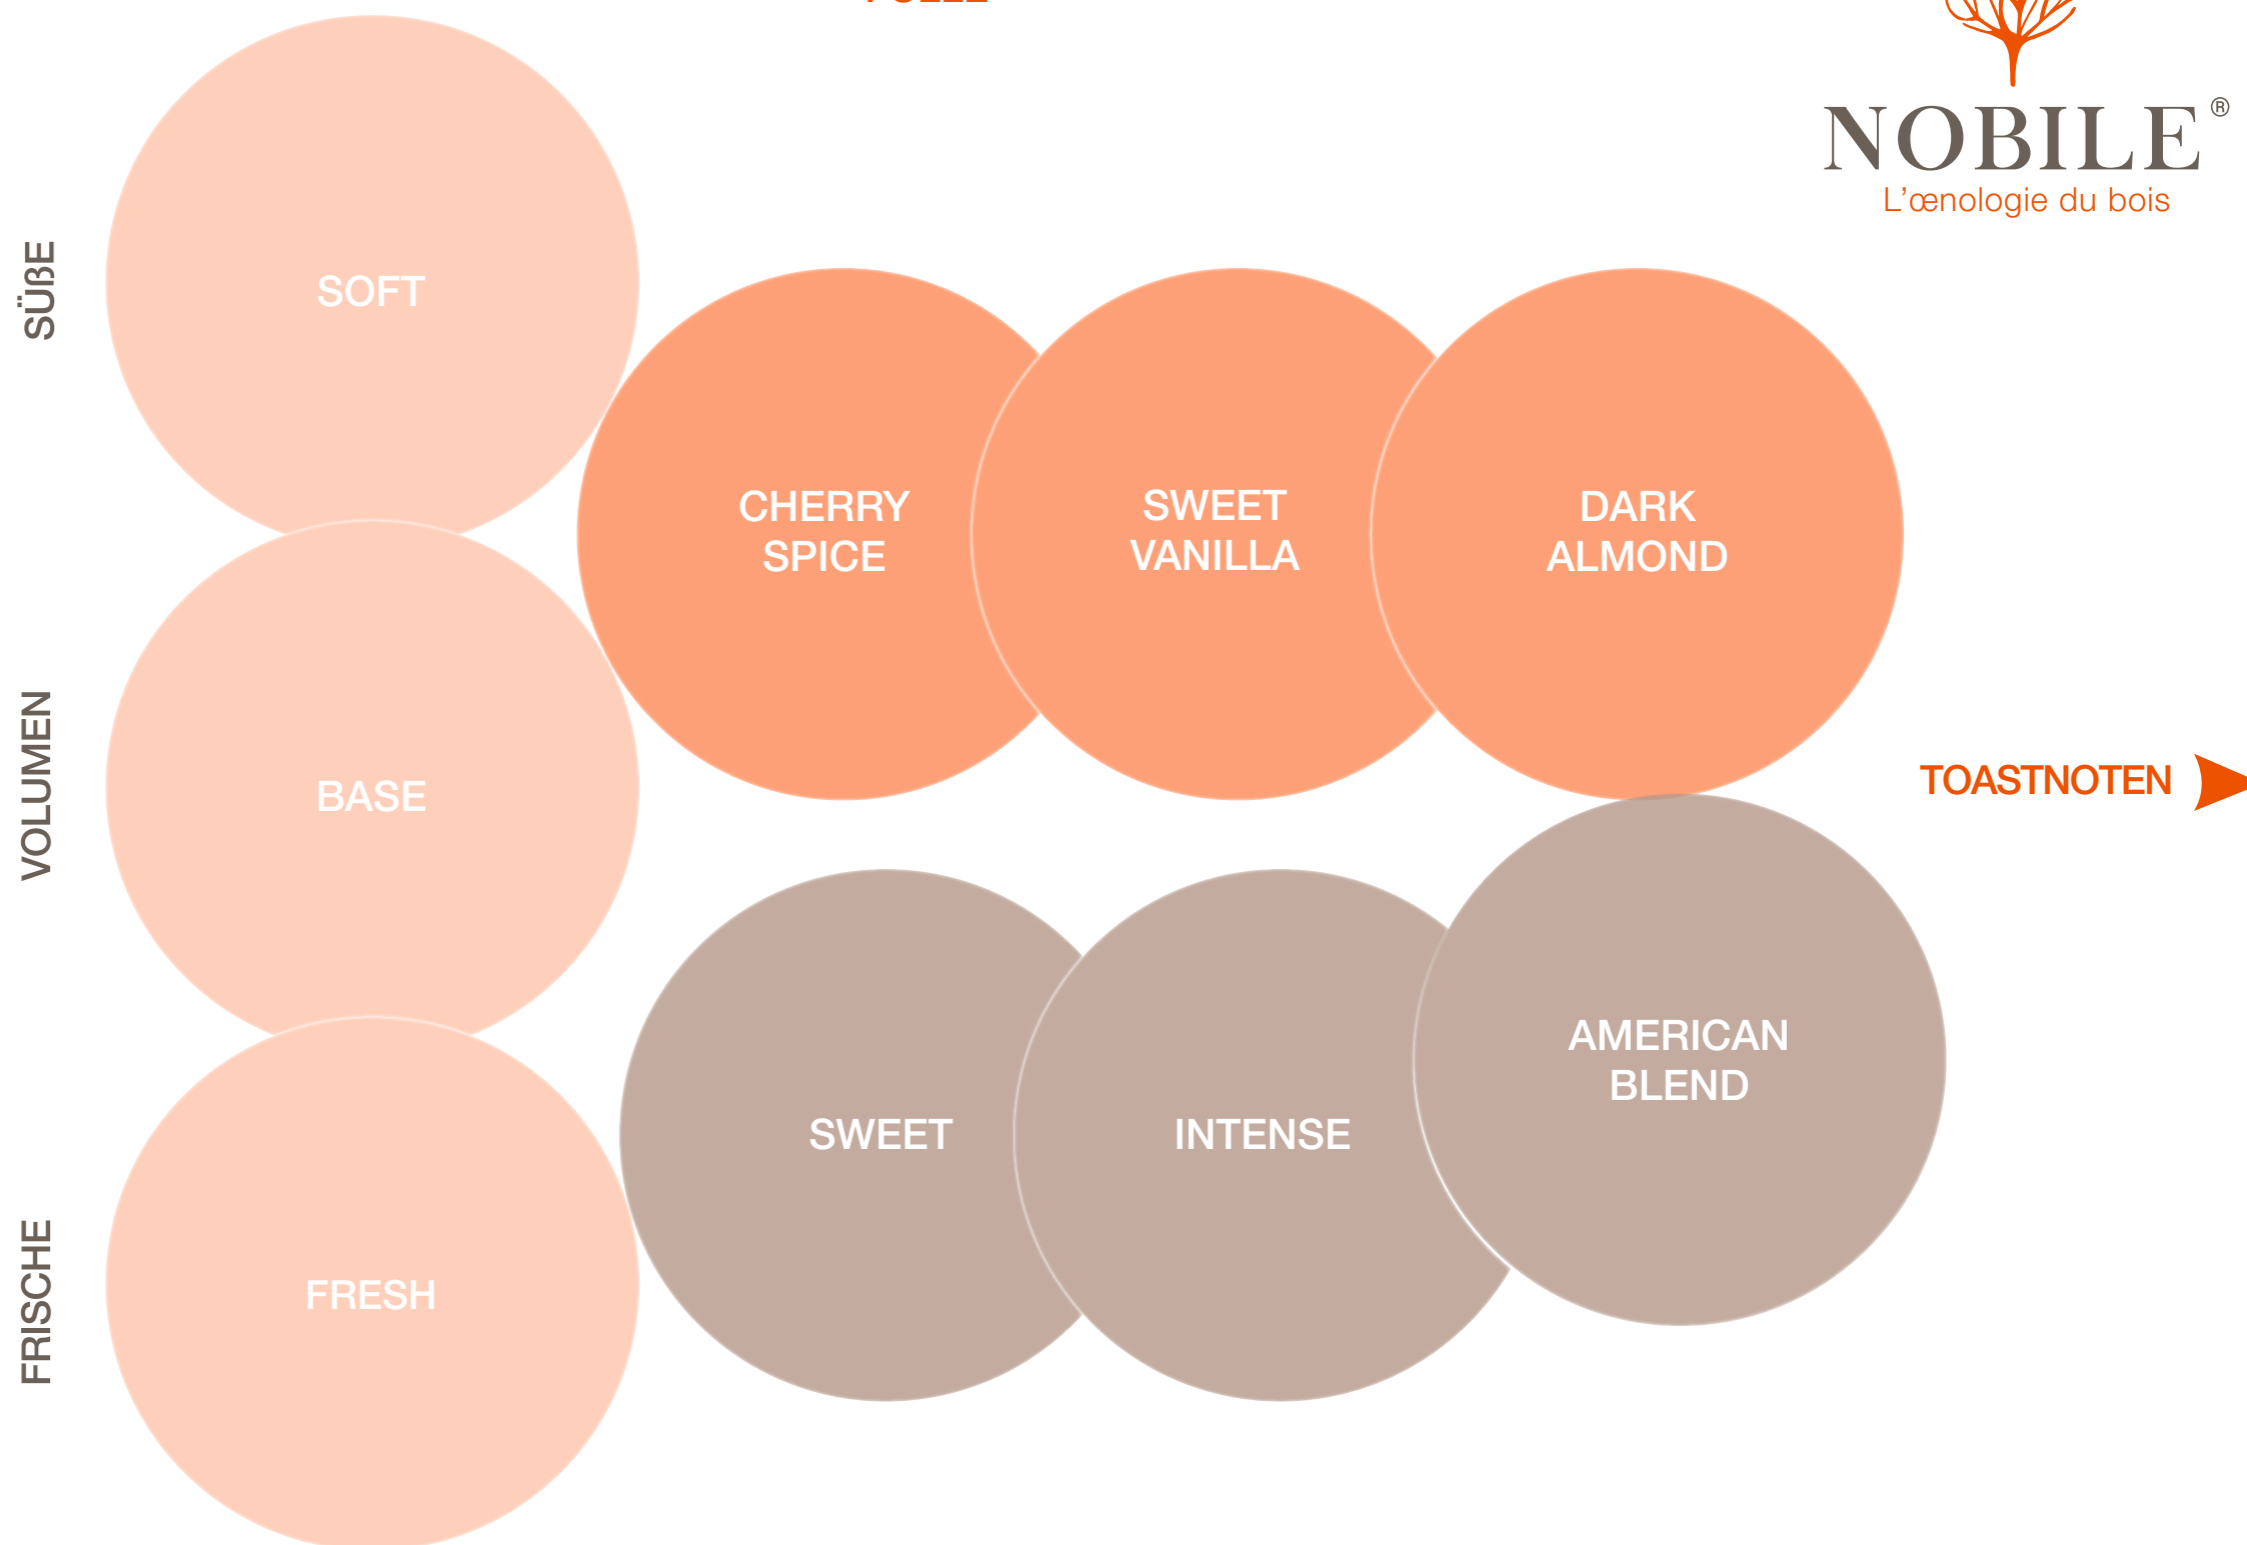 NOBILE®
L'œnologie du bois
SÜßE
SOFT
CHERRY
SPICE
SWEET
VANILLA
DARK
ALMOND
VOLUMEN
BASE
TOASTNOTEN
AMERICAN
BLEND
SWEET
INTENSE
FRISCHE
FRESH